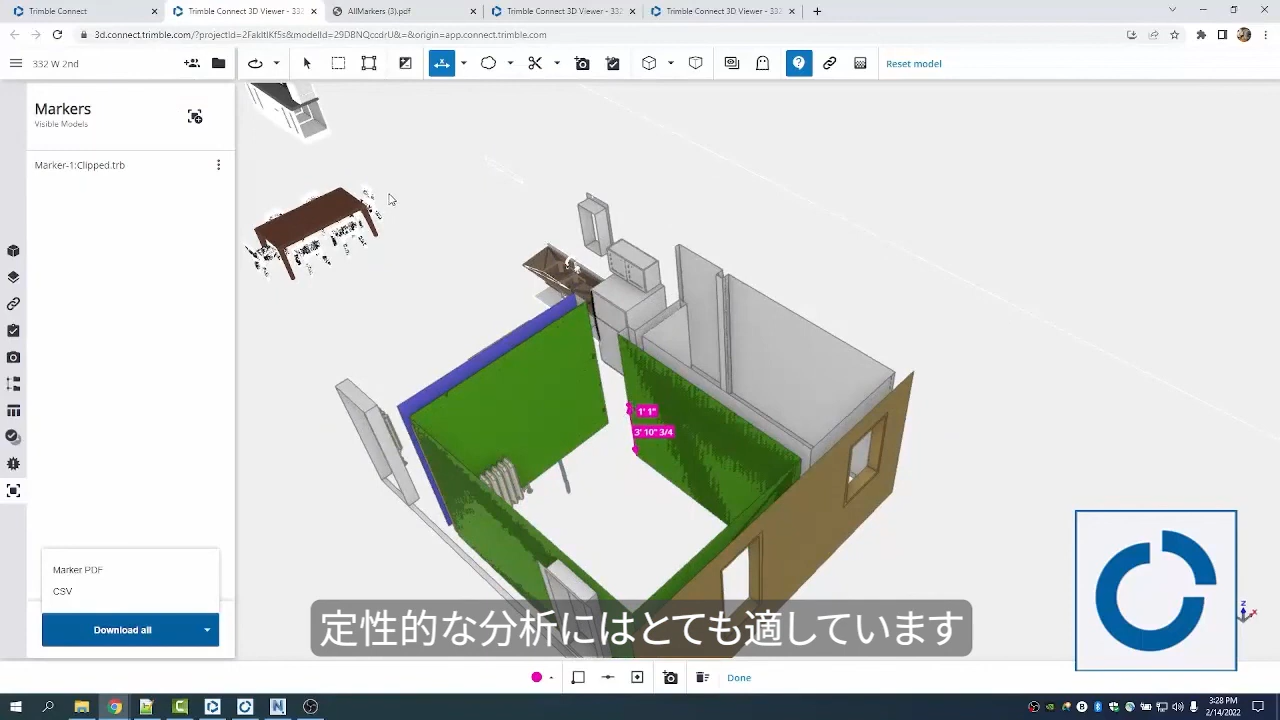 Trimble Connect
Trimble Connect 3D Viewer - 332
AllMarkers (3).pdf
Trimble Connect 3D Viewer - 332
Trimble Connect 3D Viewer - 332
3d.connect.trimble.com/?projectId=2FakltIKf5s&modelId=29DBNQccdrU&=&origin=app.connect.trimble.com
332 W 2nd
Reset model
Markers
Visible Models
Marker-1:Clipped.trb
1' 1"
3' 10" 3/4
Marker PDF
CSV
Download all
定性的な分析にはとても適しています
Z
X
Done
3:28 PM
2/14/2022